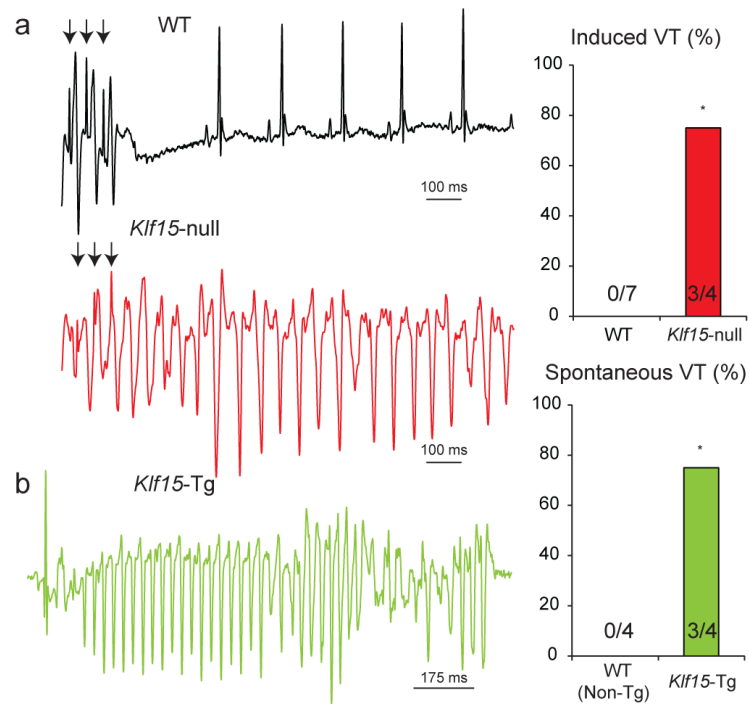 a
WT
100 ms
Klf15-null
100 ms
Induced VT (%)
100
80
60
40
20
0
0/7
*
3/4
WT
Klf15-null
b
Klf15-Tg
175 ms
Spontaneous VT (%)
100
80
60
40
20
0
0/4
*
3/4
WT
(Non-Tg)
Klf15-Tg